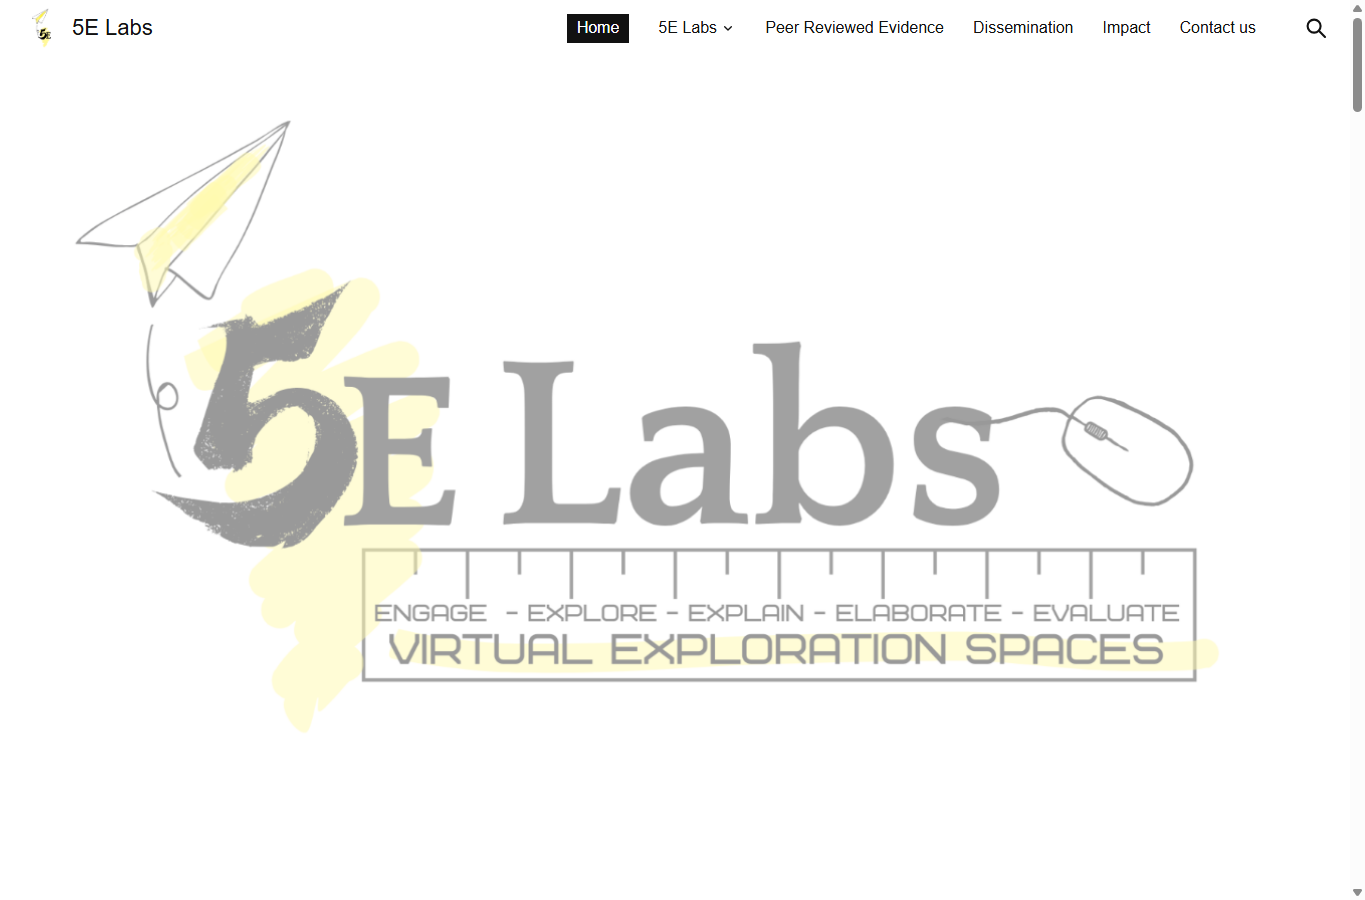 5E Labs
Home 5E Labs Peer Reviewed Evidence Dissemination Impact Contact us
5E Labs
ENGAGE - EXPLORE - EXPLAIN - ELABORATE - EVALUATE
VIRTUAL EXPLORATION SPACES